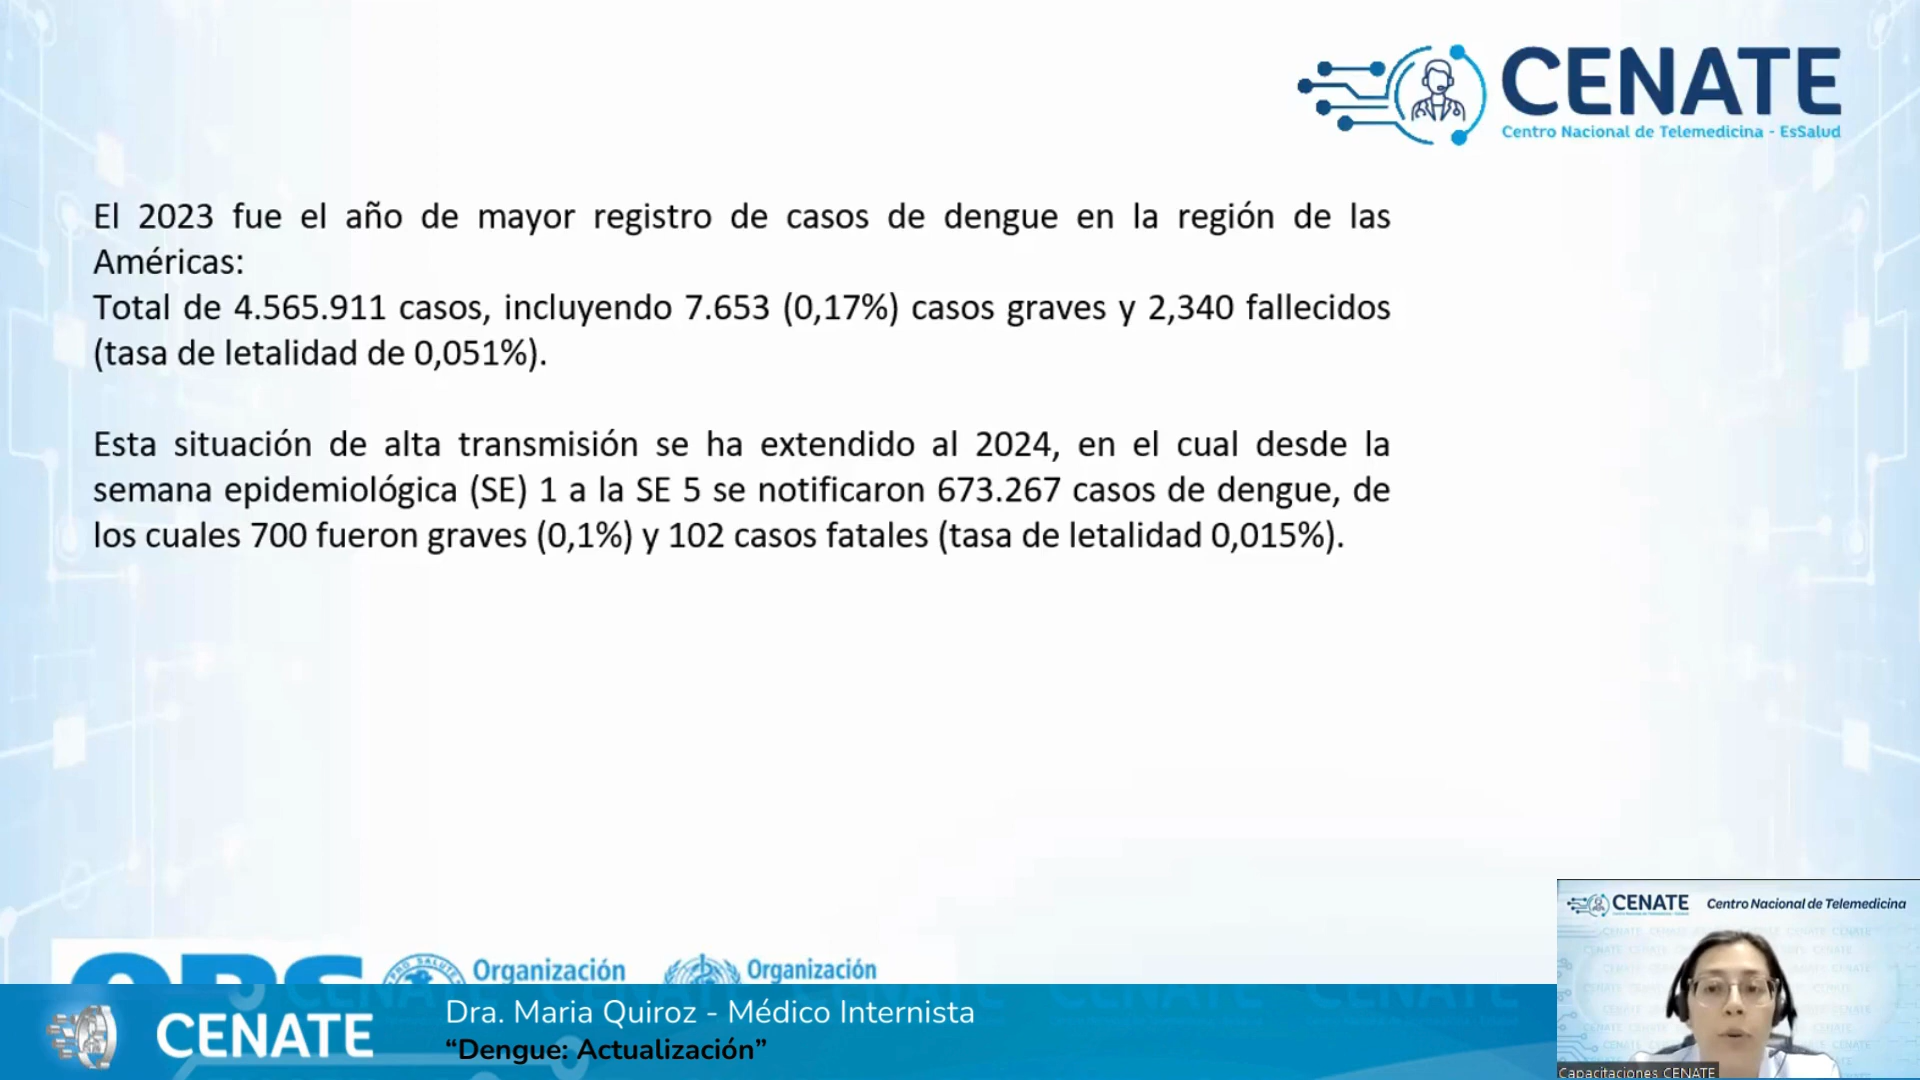 CENATE
Centro Nacional de Telemedicina - EsSalud
El 2023 fue el año de mayor registro de casos de dengue en la región de las
Américas:
Total de 4.565.911 casos, incluyendo 7.653 (0,17%) casos graves y 2,340 fallecidos
(tasa de letalidad de 0,051%).
Esta situación de alta transmisión se ha extendido al 2024, en el cual desde la
semana epidemiológica (SE) 1 a la SE 5 se notificaron 673.267 casos de dengue, de
los cuales 700 fueron graves (0,1%) y 102 casos fatales (tasa de letalidad 0,015%).
OPS
PRO SALUTE
Organización
Organización
CENATE
Dra. Maria Quiroz - Médico Internista
“Dengue: Actualización”
CENATE Centro Nacional de Telemedicina
Capacitaciones CENATE